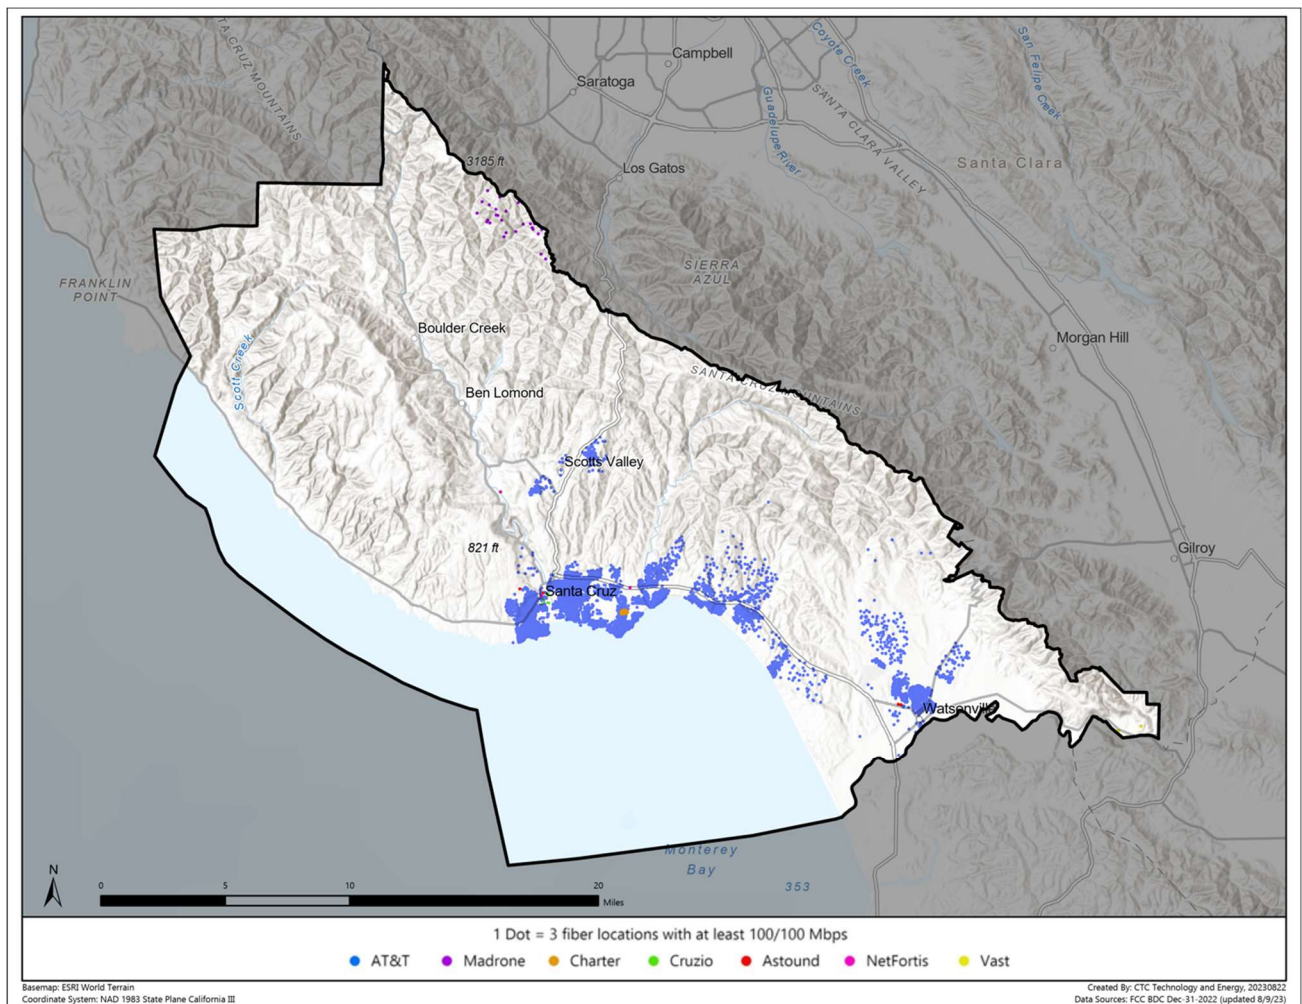 TA CRUZ MOUNTAINS
Campbell
Coyote Creek
San Felipe Creek
Saratoga
Guadelupe River
SANTA CLARA VALLEY
3185 ft
Los Gatos
Santa Clara
SIERRA
AZUL
FRANKLIN
POINT
Boulder Creek
Morgan Hill
Scott Creek
SANTA CRUZ MOUNTAINS
Ben Lomond
Scotts Valley
821 ft
Gilroy
Santa Cruz
Watsonville
Monterey
Bay
353
N
0 5 10 20
Miles
1 Dot = 3 fiber locations with at least 100/100 Mbps
AT&T Madrone Charter Cruzio Astound NetFortis Vast
Basemap: ESRI World Terrain
Coordinate System: NAD 1983 State Plane California III
Created By: CTC Technology and Energy, 20230822
Data Sources: FCC BDC Dec-31-2022 (updated 8/9/23)